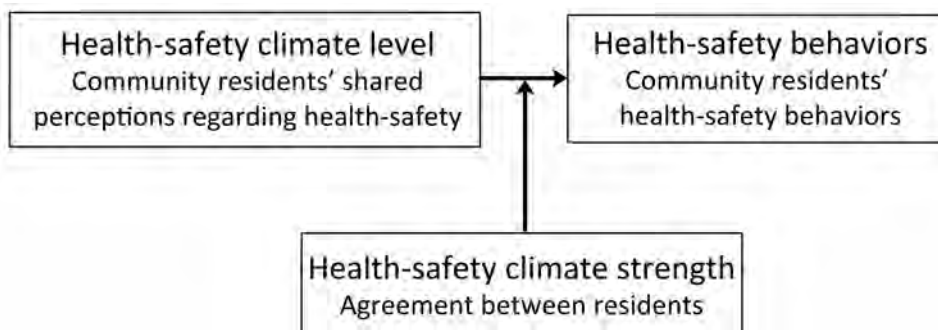 Health-safety climate level
Community residents' shared
perceptions regarding health-safety
Health-safety behaviors
Community residents'
health-safety behaviors
Health-safety climate strength
Agreement between residents